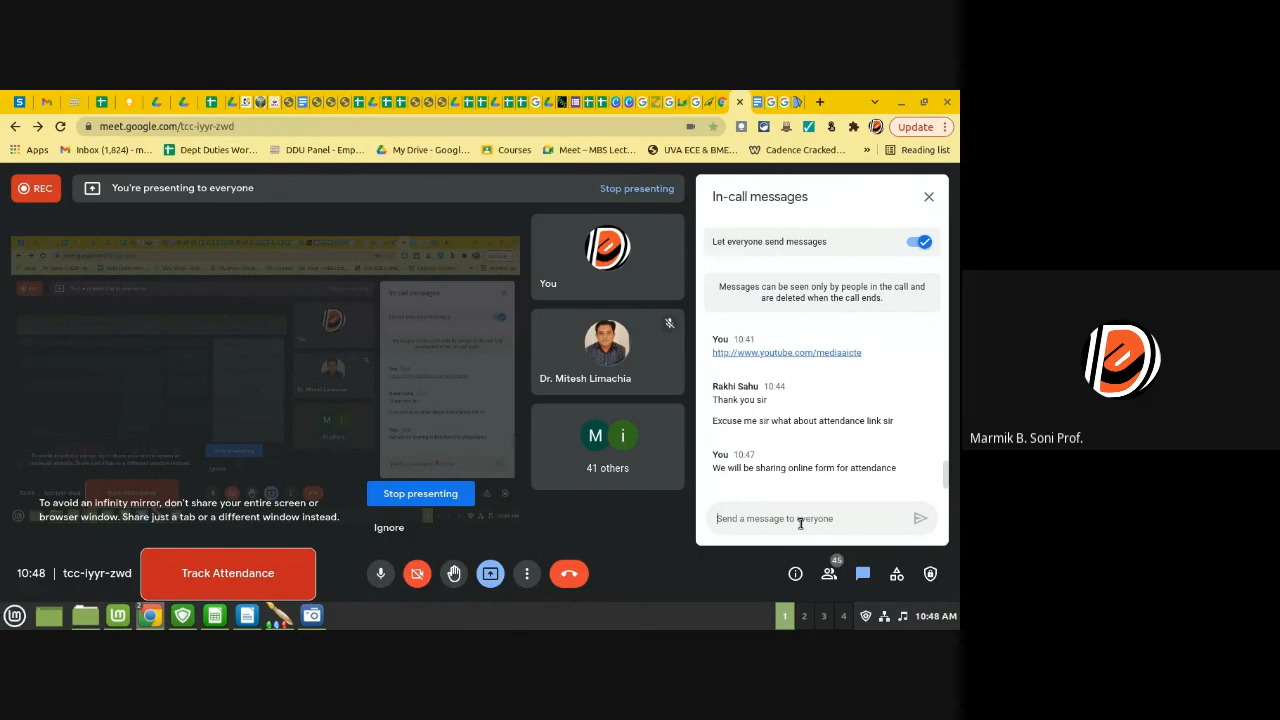 meet.google.com/tcc-iyyr-zwd
Update
Apps
Inbox (1,824) - m...
Dept Duties Wor...
DDU Panel - Emp...
My Drive - Googl...
Courses
Meet – MBS Lect...
UVA ECE & BME...
Cadence Cracked...
»
Reading list
REC
You're presenting to everyone
Stop presenting
You
Dr. Mitesh Limachia
M
i
41 others
To avoid an infinity mirror, don't share your entire screen or
browser window. Share just a tab or a different window instead.
Stop presenting
Ignore
In-call messages
Let everyone send messages
Messages can be seen only by people in the call and
are deleted when the call ends.
You 10:41
http://www.youtube.com/mediaaicte
Rakhi Sahu 10:44
Thank you sir
Excuse me sir what about attendance link sir
You 10:47
We will be sharing online form for attendance
Send a message to everyone
10:48 | tcc-iyyr-zwd
Track Attendance
45
1 2 3 4
10:48 AM
Marmik B. Soni Prof.